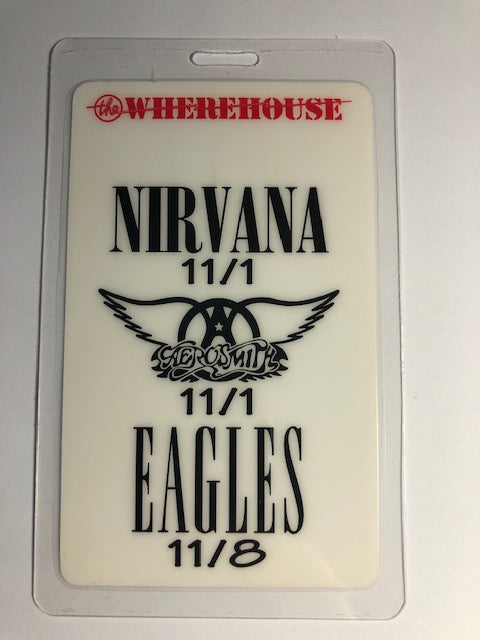 the WHEREHOUSE
NIRVANA
11/1
AEROSMITH
11/1
EAGLES
11/8